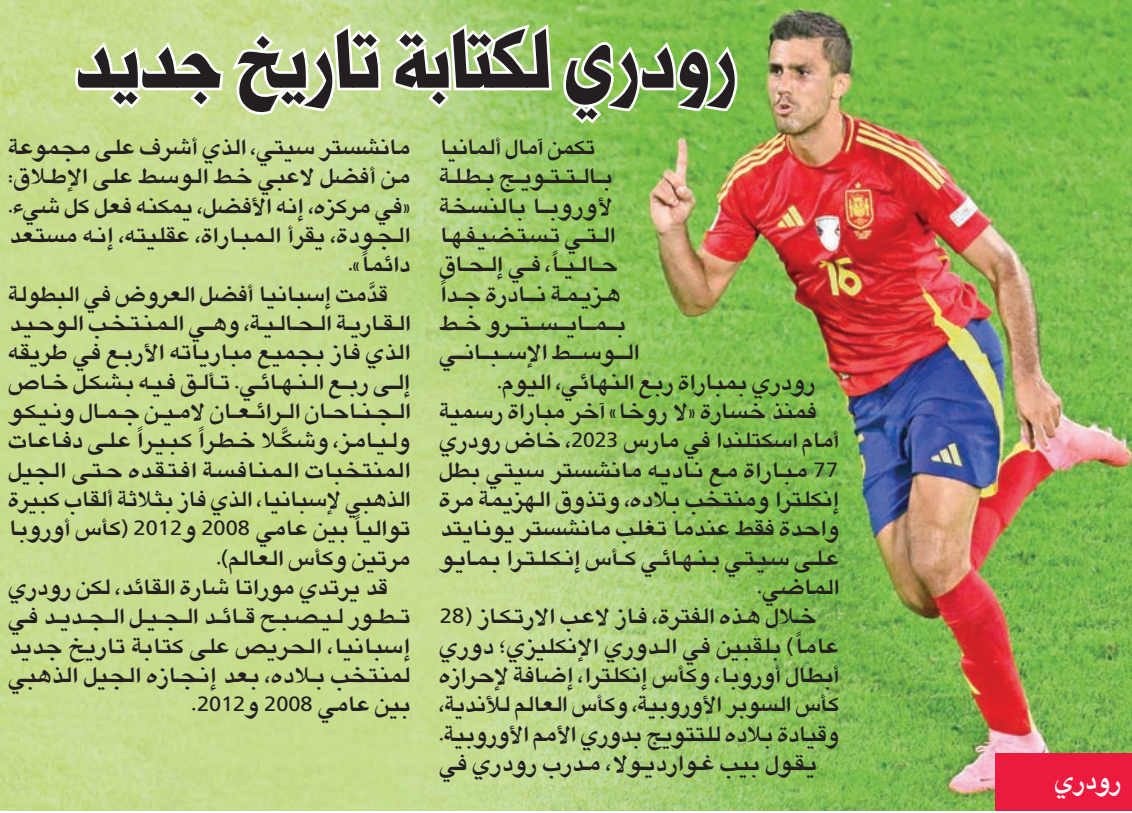 رودري لكتابة تاريخ جديد
تكمن آمال ألمانيا
بالتتويج بطلة
لأوروبا بالنسخة
التي تستضيفها
حالياً، في إلحاق
هزيمة نادرة جداً
بمايسترو خط
الوسط الإسباني
رودري بمباراة ربع النهائي، اليوم.
فمنذ خسارة «لا روخا» آخر مباراة رسمية
أمام اسكتلندا في مارس 2023، خاض رودري
77 مباراة مع ناديه مانشستر سيتي بطل
إنكلترا ومنتخب بلاده، وتذوق الهزيمة مرة
واحدة فقط عندما تغلب مانشستر يونايتد
على سيتي بنهائي كأس إنكلترا بمايو
الماضي.
خلال هذه الفترة، فاز لاعب الارتكاز (28
عاماً) بلقبين في الدوري الإنكليزي؛ دوري
أبطال أوروبا، وكأس إنكلترا، إضافة لإحرازه
كأس السوبر الأوروبية، وكأس العالم للأندية،
وقيادة بلاده للتتويج بدوري الأمم الأوروبية.
يقول بيب غوارديولا، مدرب رودري في
مانشستر سيتي، الذي أشرف على مجموعة
من أفضل لاعبي خط الوسط على الإطلاق:
«في مركزه، إنه الأفضل، يمكنه فعل كل شيء.
الجودة، يقرأ المباراة، عقليته، إنه مستعد
دائماً».
قدَّمت إسبانيا أفضل العروض في البطولة
القارية الحالية، وهي المنتخب الوحيد
الذي فاز بجميع مبارياته الأربع في طريقه
إلى ربع النهائي. تألق فيه بشكل خاص
الجناحان الرائعان لامين جمال ونيكو
وليامز، وشكَّلا خطراً كبيراً على دفاعات
المنتخبات المنافسة افتقده حتى الجيل
الذهبي لإسبانيا، الذي فاز بثلاثة ألقاب كبيرة
توالياً بين عامي 2008 و2012 (كأس أوروبا
مرتين وكأس العالم).
قد يرتدي موراتا شارة القائد، لكن رودري
تطور ليصبح قائد الجيل الجديد في
إسبانيا، الحريص على كتابة تاريخ جديد
لمنتخب بلاده، بعد إنجازه الجيل الذهبي
بين عامي 2008 و2012.
16
رودري